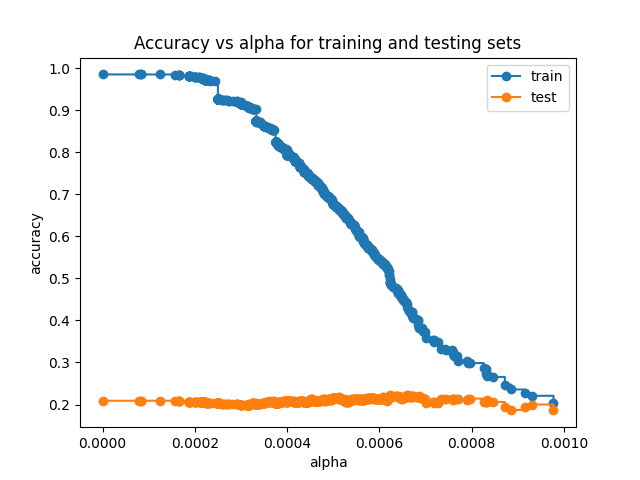 Accuracy vs alpha for training and testing sets
train
test
accuracy
1.0
0.9
0.8
0.7
0.6
0.5
0.4
0.3
0.2
0.0000 0.0002 0.0004 0.0006 0.0008 0.0010
alpha